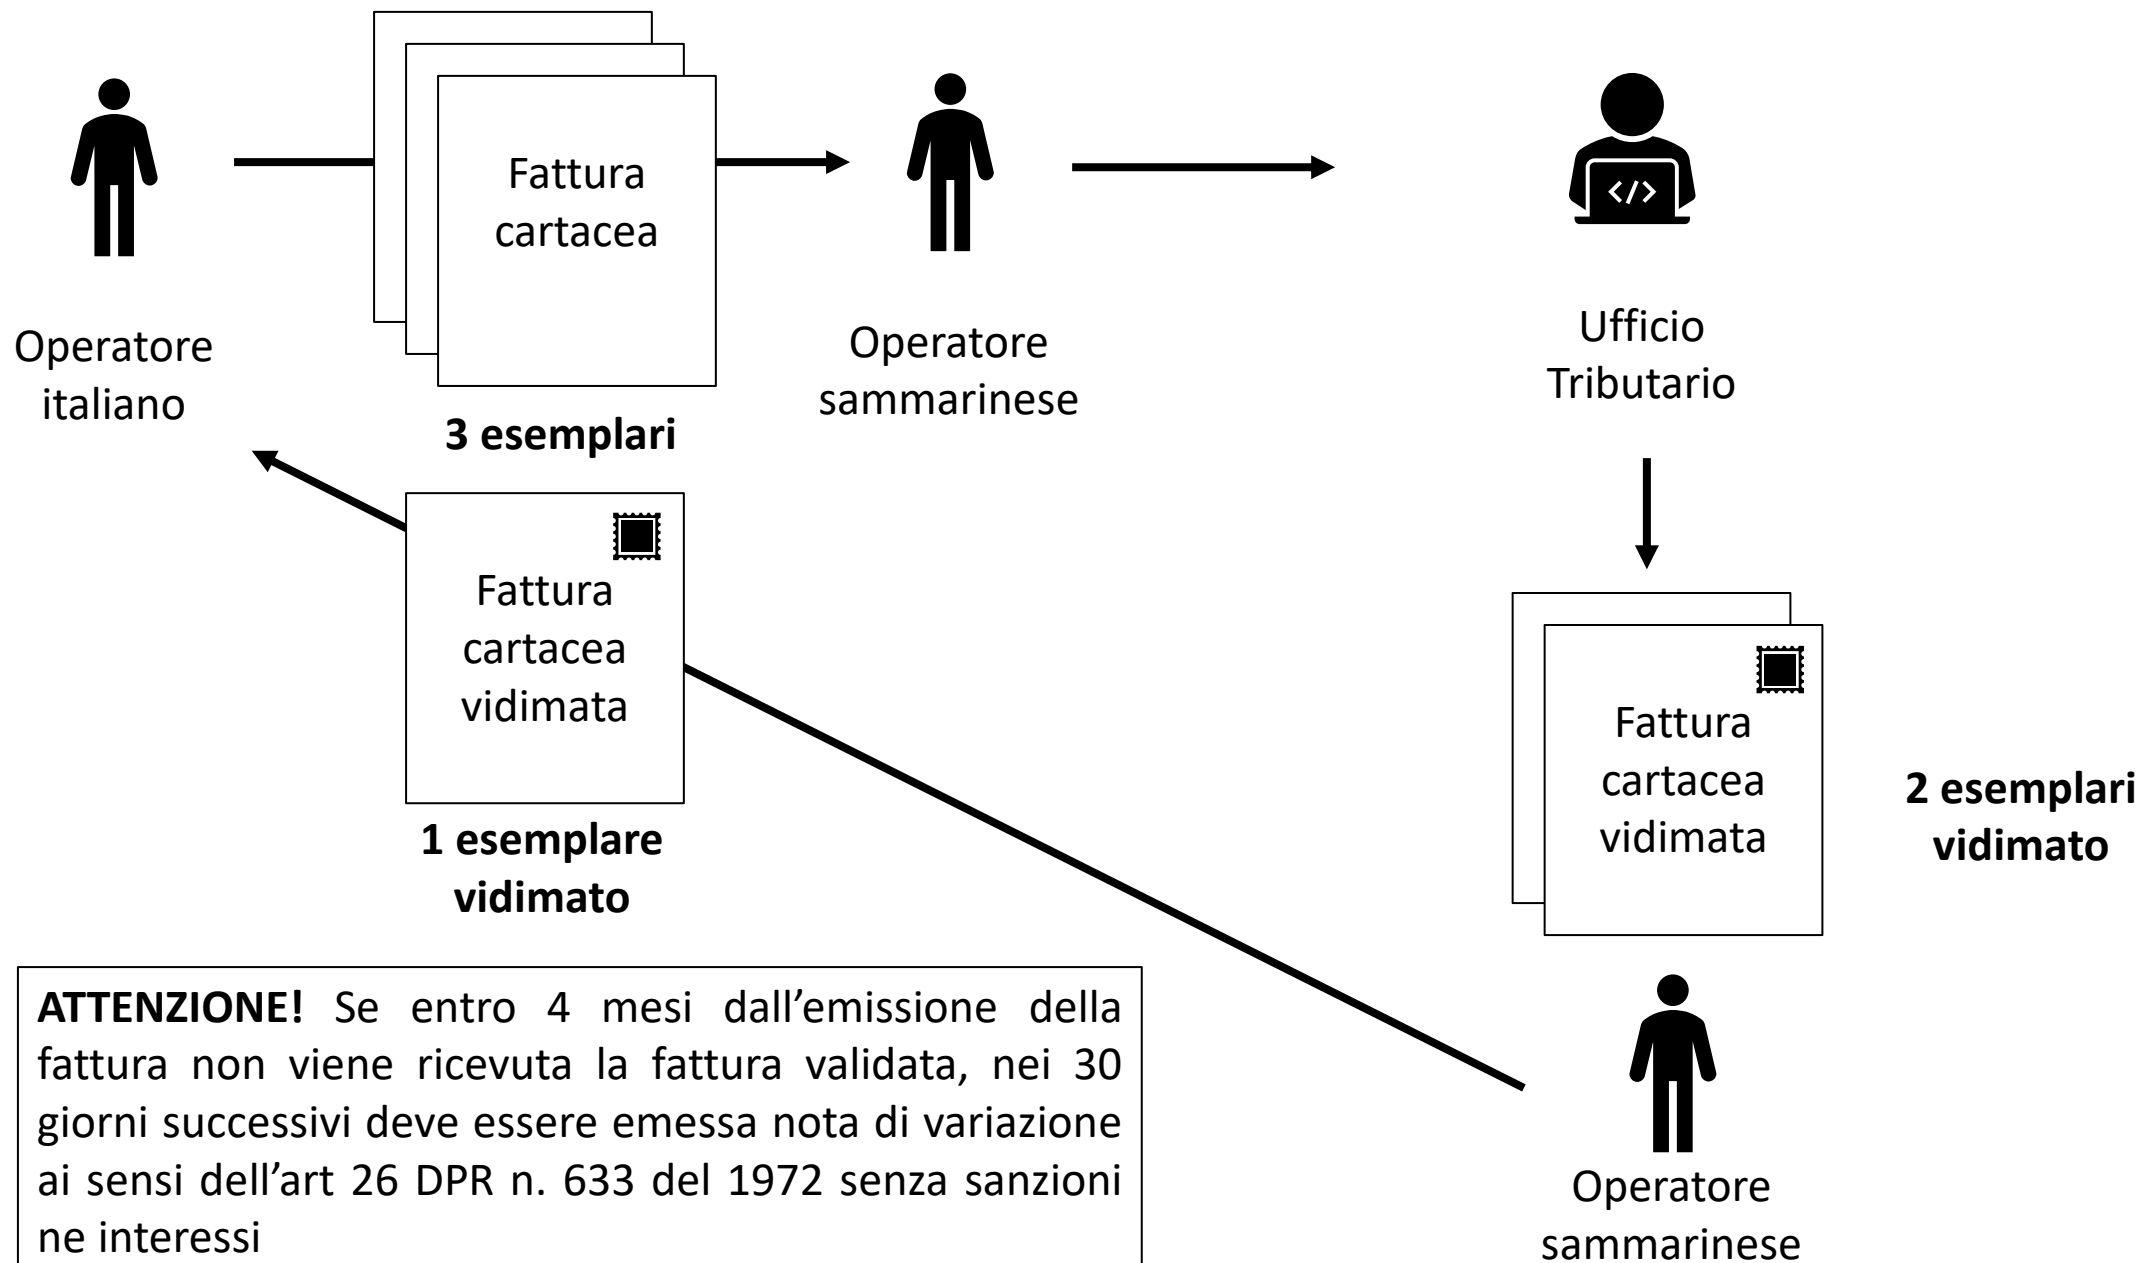 Fattura
cartacea
3 esemplari
Operatore
italiano
Operatore
sammarinese
Ufficio
Tributario
Fattura
cartacea
vidimata
1 esemplare
vidimato
Fattura
cartacea
vidimata
2 esemplari
vidimato
ATTENZIONE! Se entro 4 mesi dall'emissione della
fattura non viene ricevuta la fattura validata, nei 30
giorni successivi deve essere emessa nota di variazione
ai sensi dell'art 26 DPR n. 633 del 1972 senza sanzioni
ne interessi
Operatore
sammarinese